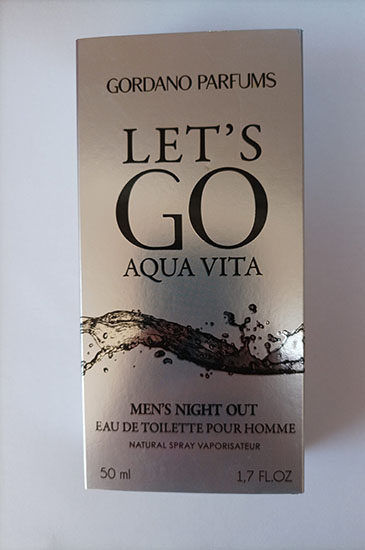 GORDANO PARFUMS
LET'S
GO
AQUA VITA
MEN'S NIGHT OUT
EAU DE TOILETTE POUR HOMME
NATURAL SPRAY VAPORISATEUR
50 ml 1,7 FL.OZ